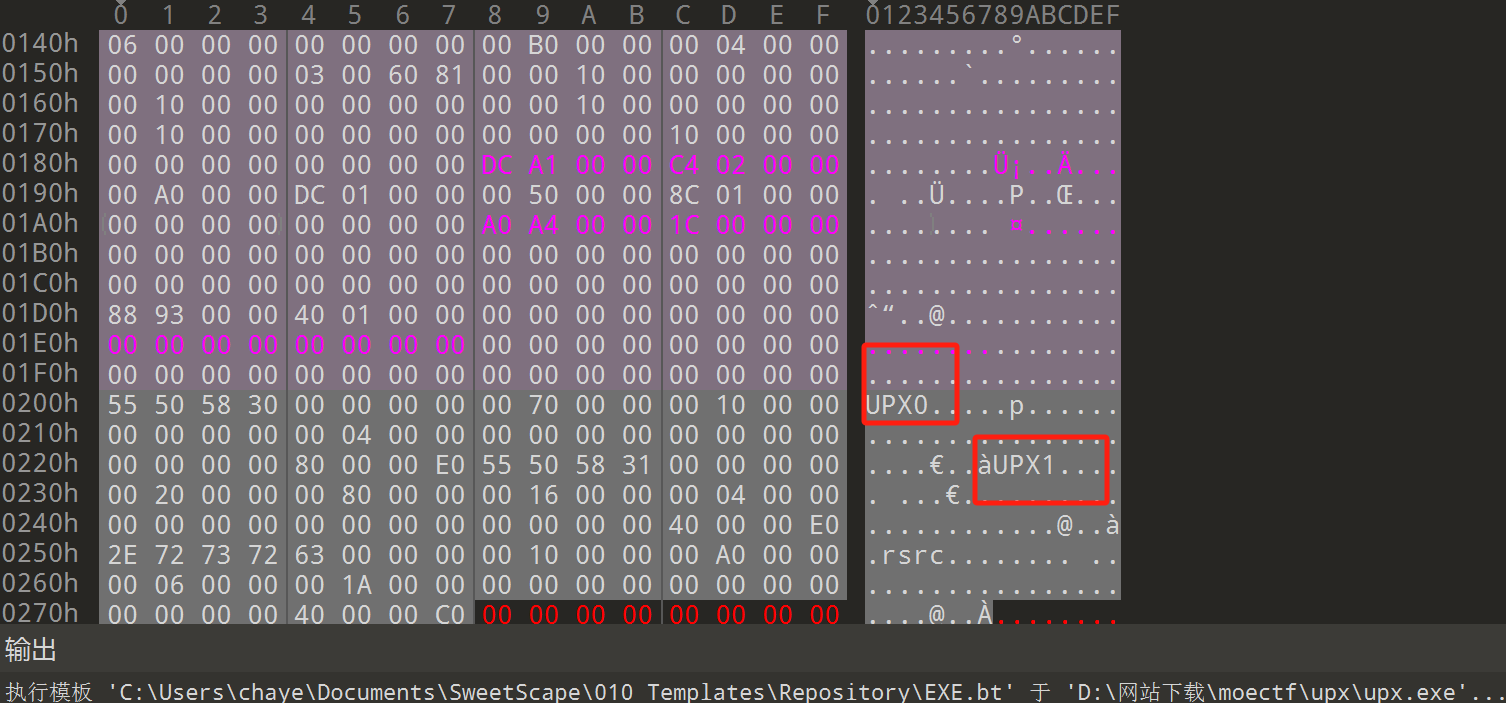 0 1 2 3 4 5 6 7 8 9 A B C D E F 0123456789ABCDEF
0140h 06 00 00 00 00 00 00 00 00 B0 00 00 00 04 00 00 .........°......
0150h 00 00 00 00 03 00 60 81 00 00 10 00 00 00 00 00 ......`.........
0160h 00 10 00 00 00 00 00 00 00 00 10 00 00 00 00 00 ................
0170h 00 10 00 00 00 00 00 00 00 00 00 00 10 00 00 00 ................
0180h 00 00 00 00 00 00 00 00 DC A1 00 00 C4 02 00 00 ........Ü¡..Ä...
0190h 00 A0 00 00 DC 01 00 00 00 50 00 00 8C 01 00 00 . ..Ü....P..Œ...
01A0h 00 00 00 00 00 00 00 00 A0 A4 00 00 1C 00 00 00 ........ ¤......
01B0h 00 00 00 00 00 00 00 00 00 00 00 00 00 00 00 00 ................
01C0h 00 00 00 00 00 00 00 00 00 00 00 00 00 00 00 00 ................
01D0h 88 93 00 00 40 01 00 00 00 00 00 00 00 00 00 00 ˆ“..@...........
01E0h 00 00 00 00 00 00 00 00 00 00 00 00 00 00 00 00 ................
01F0h 00 00 00 00 00 00 00 00 00 00 00 00 00 00 00 00 ................
0200h 55 50 58 30 00 00 00 00 00 70 00 00 00 10 00 00 UPX0.....p......
0210h 00 00 00 00 00 04 00 00 00 00 00 00 00 00 00 00 ................
0220h 00 00 00 00 80 00 00 E0 55 50 58 31 00 00 00 00 ....€..àUPX1....
0230h 00 20 00 00 00 80 00 00 00 16 00 00 00 04 00 00 . ...€..........
0240h 00 00 00 00 00 00 00 00 00 00 00 00 40 00 00 E0 ............@..à
0250h 2E 72 73 72 63 00 00 00 00 10 00 00 00 A0 00 00 .rsrc........ ..
0260h 00 06 00 00 00 1A 00 00 00 00 00 00 00 00 00 00 ................
0270h 00 00 00 00 40 00 00 C0 00 00 00 00 00 00 00 00 ....@..À........
输出
执行模板 'C:\Users\chaye\Documents\SweetScape\010 Templates\Repository\EXE.bt' 于 'D:\网站下载\moectf\upx\upx.exe'...